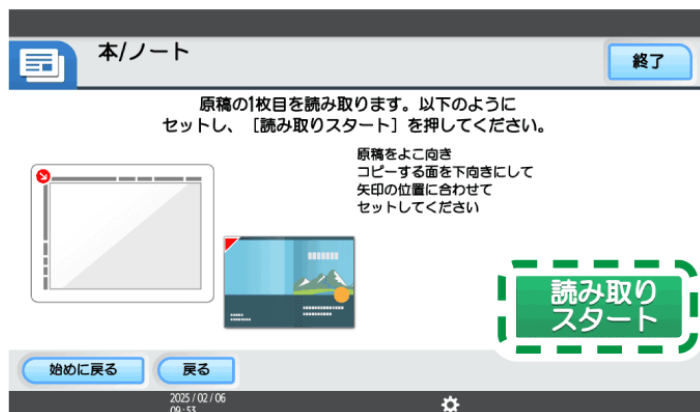 本/ノート
終了
原稿の1枚目を読み取ります。以下のように
セットし、［読み取りスタート］を押してください。
原稿をよこ向き
コピーする面を下向きにして
矢印の位置に合わせて
セットしてください
読み取り
スタート
始めに戻る
戻る
2025/02/06
09:53